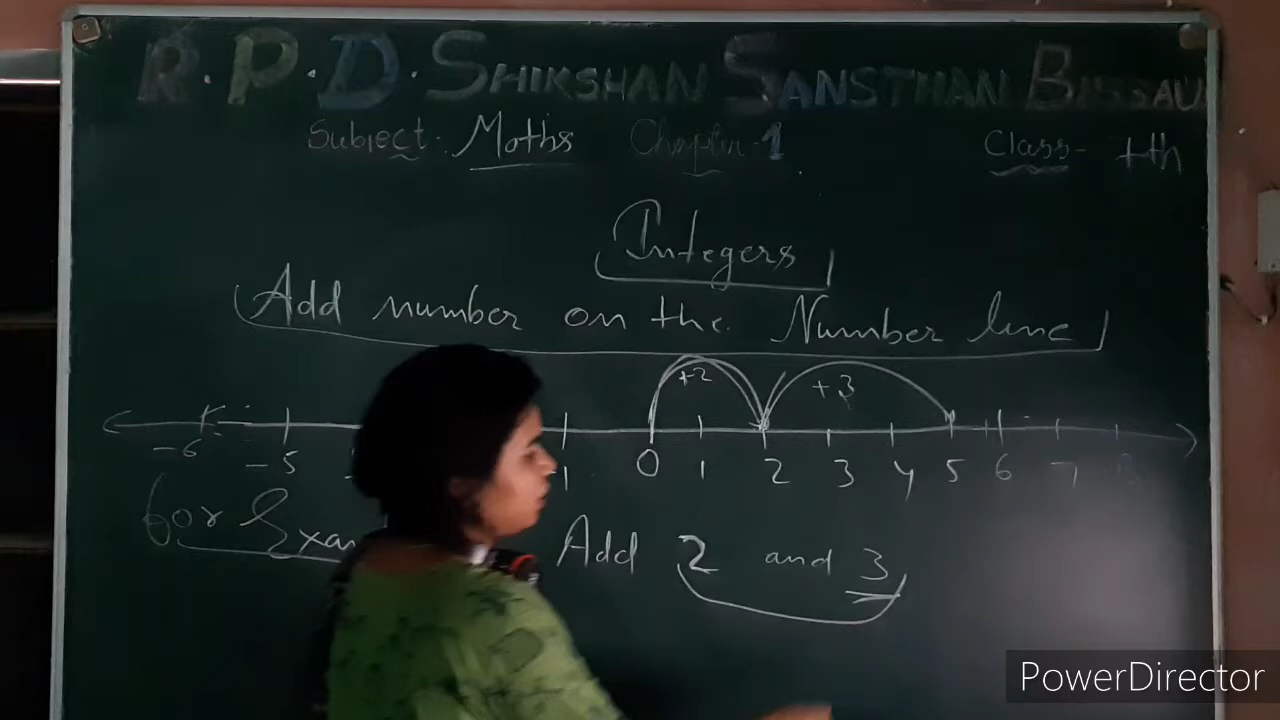 R.P.D. SHIKSHAN SANSTHAN BISSAU
Subject:- Maths Chapter-1 Class- 7th
Integers
Add number on the Number line
+2 +3
-6 -5 0 1 2 3 4 5 6 7 8
for Add 2 and 3
PowerDirector